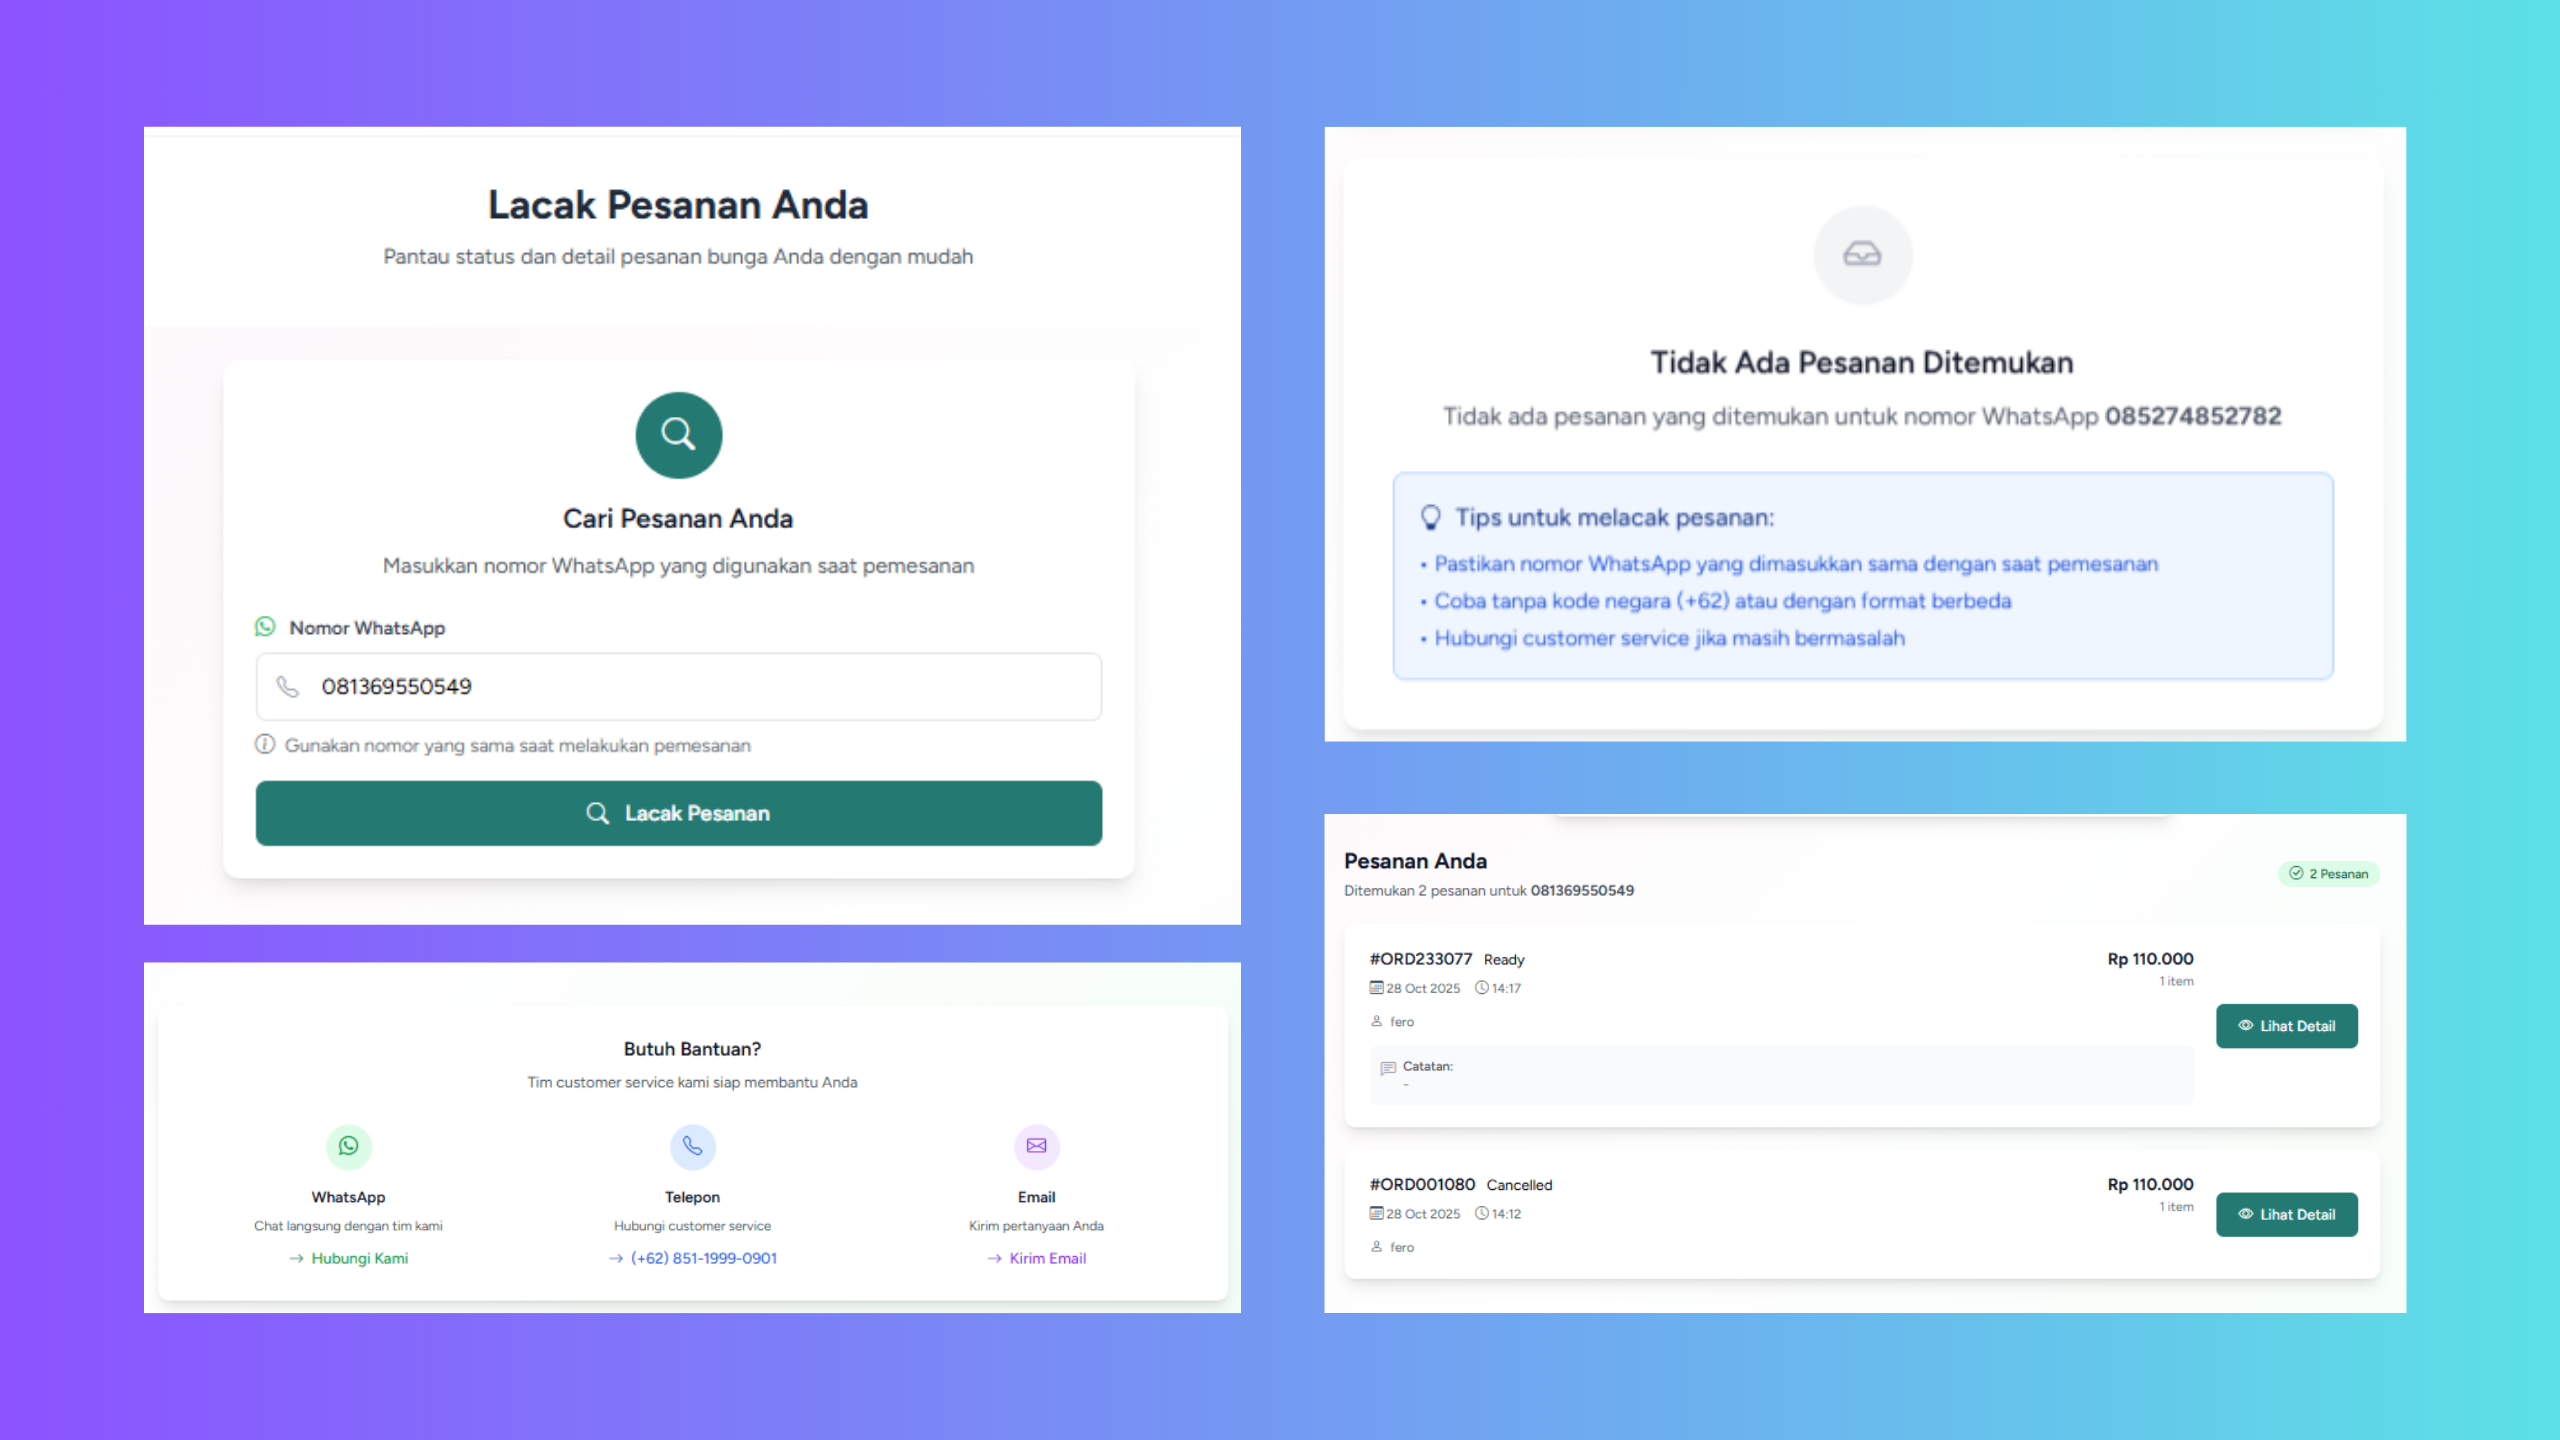 Lacak Pesanan Anda
Pantau status dan detail pesanan bunga Anda dengan mudah
Cari Pesanan Anda
Masukkan nomor WhatsApp yang digunakan saat pemesanan
Nomor WhatsApp
081369550549
Gunakan nomor yang sama saat melakukan pemesanan
Lacak Pesanan
Butuh Bantuan?
Tim customer service kami siap membantu Anda
WhatsApp
Chat langsung dengan tim kami
→ Hubungi Kami
Telepon
Hubungi customer service
→ (+62) 851-1999-0901
Email
Kirim pertanyaan Anda
→ Kirim Email
Tidak Ada Pesanan Ditemukan
Tidak ada pesanan yang ditemukan untuk nomor WhatsApp 085274852782
Tips untuk melacak pesanan:
• Pastikan nomor WhatsApp yang dimasukkan sama dengan saat pemesanan
• Coba tanpa kode negara (+62) atau dengan format berbeda
• Hubungi customer service jika masih bermasalah
Pesanan Anda
Ditemukan 2 pesanan untuk 081369550549
2 Pesanan
#ORD233077 Ready
Rp 110.000
28 Oct 2025 14:17
1 item
fero
Lihat Detail
Catatan:
-
#ORD001080 Cancelled
Rp 110.000
28 Oct 2025 14:12
1 item
Lihat Detail
fero